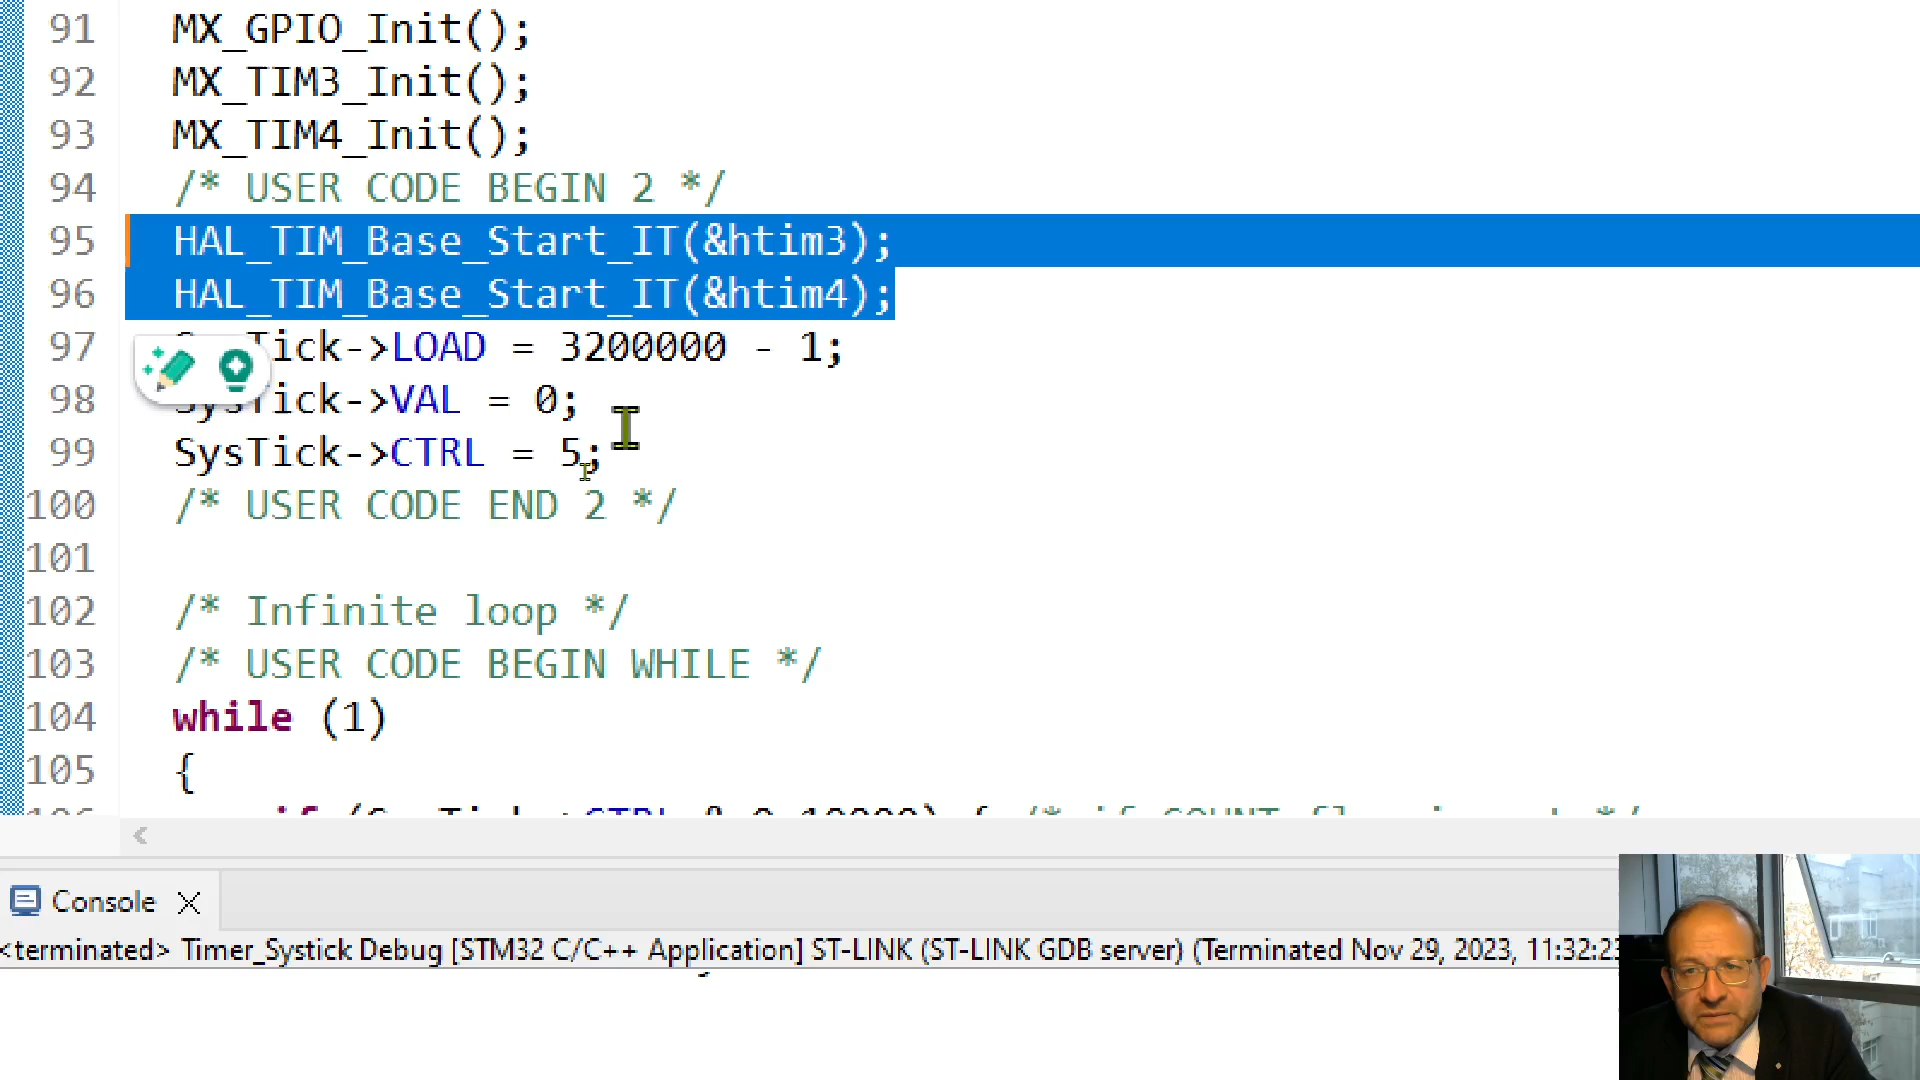 91 MX_GPIO_Init();
92 MX_TIM3_Init();
93 MX_TIM4_Init();
94 /* USER CODE BEGIN 2 */
95 HAL_TIM_Base_Start_IT(&htim3);
96 HAL_TIM_Base_Start_IT(&htim4);
97 SysTick->LOAD = 3200000 - 1;
98 SysTick->VAL = 0;
99 SysTick->CTRL = 5;
100 /* USER CODE END 2 */
101
102 /* Infinite loop */
103 /* USER CODE BEGIN WHILE */
104 while (1)
105 {
Console
<terminated> Timer_Systick Debug [STM32 C/C++ Application] ST-LINK (ST-LINK GDB server) (Terminated Nov 29, 2023, 11:32:23